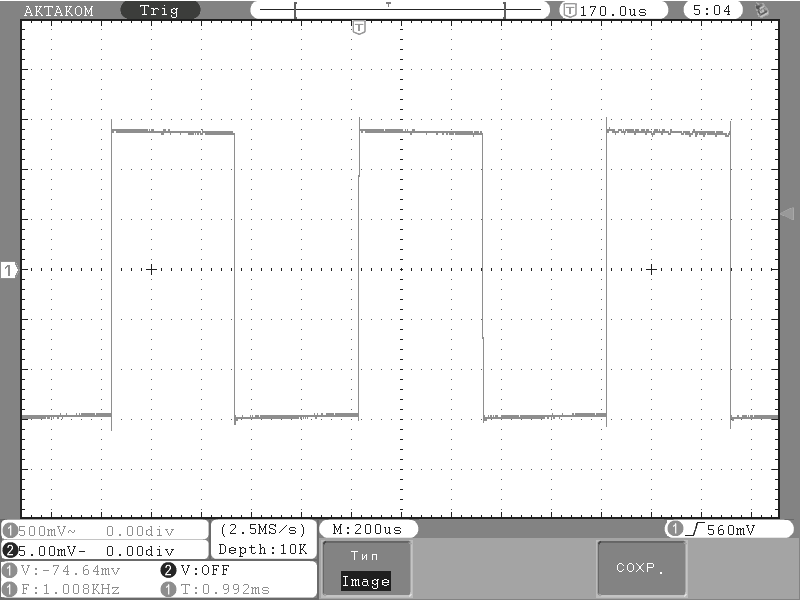 AKTAKOM Trig T 170.0us 5:04
T
1
1 500mV~ 0.00div (2.5MS/s) M:200us 1 560mV
2 5.00mV- 0.00div Depth:10K
1 V:-74.64mv 2 V:OFF
1 F:1.008KHz 1 T:0.992ms
Тип
Image
СОХР.